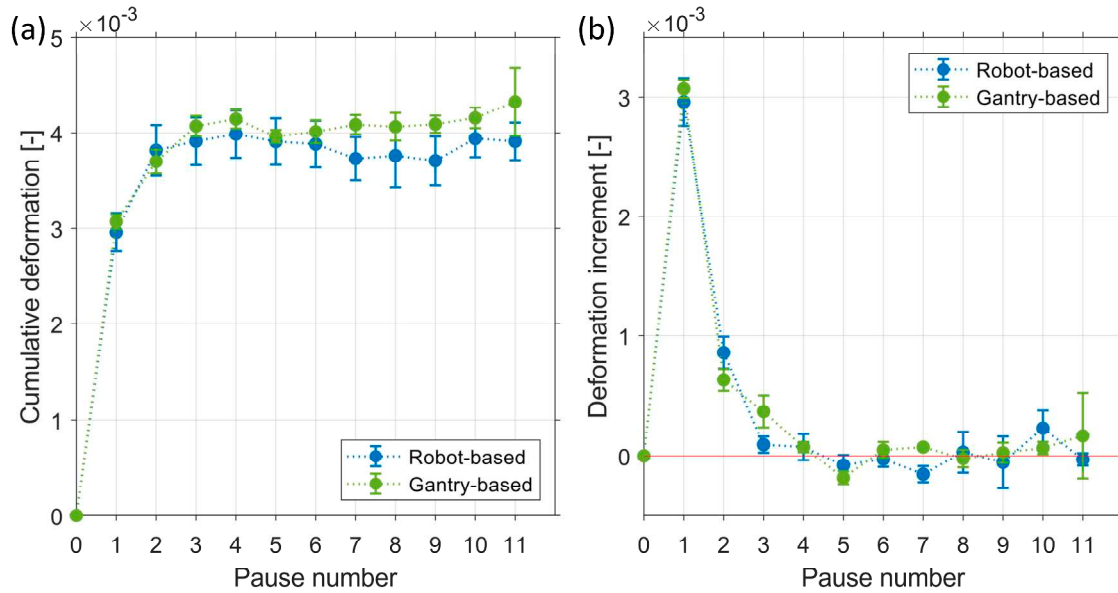 (a)
×10⁻³
Cumulative deformation [-]
5
4
3
2
1
0
Robot-based
Gantry-based
0 1 2 3 4 5 6 7 8 9 10 11
Pause number
(b)
×10⁻³
Deformation increment [-]
3
2
1
0
Robot-based
Gantry-based
0 1 2 3 4 5 6 7 8 9 10 11
Pause number